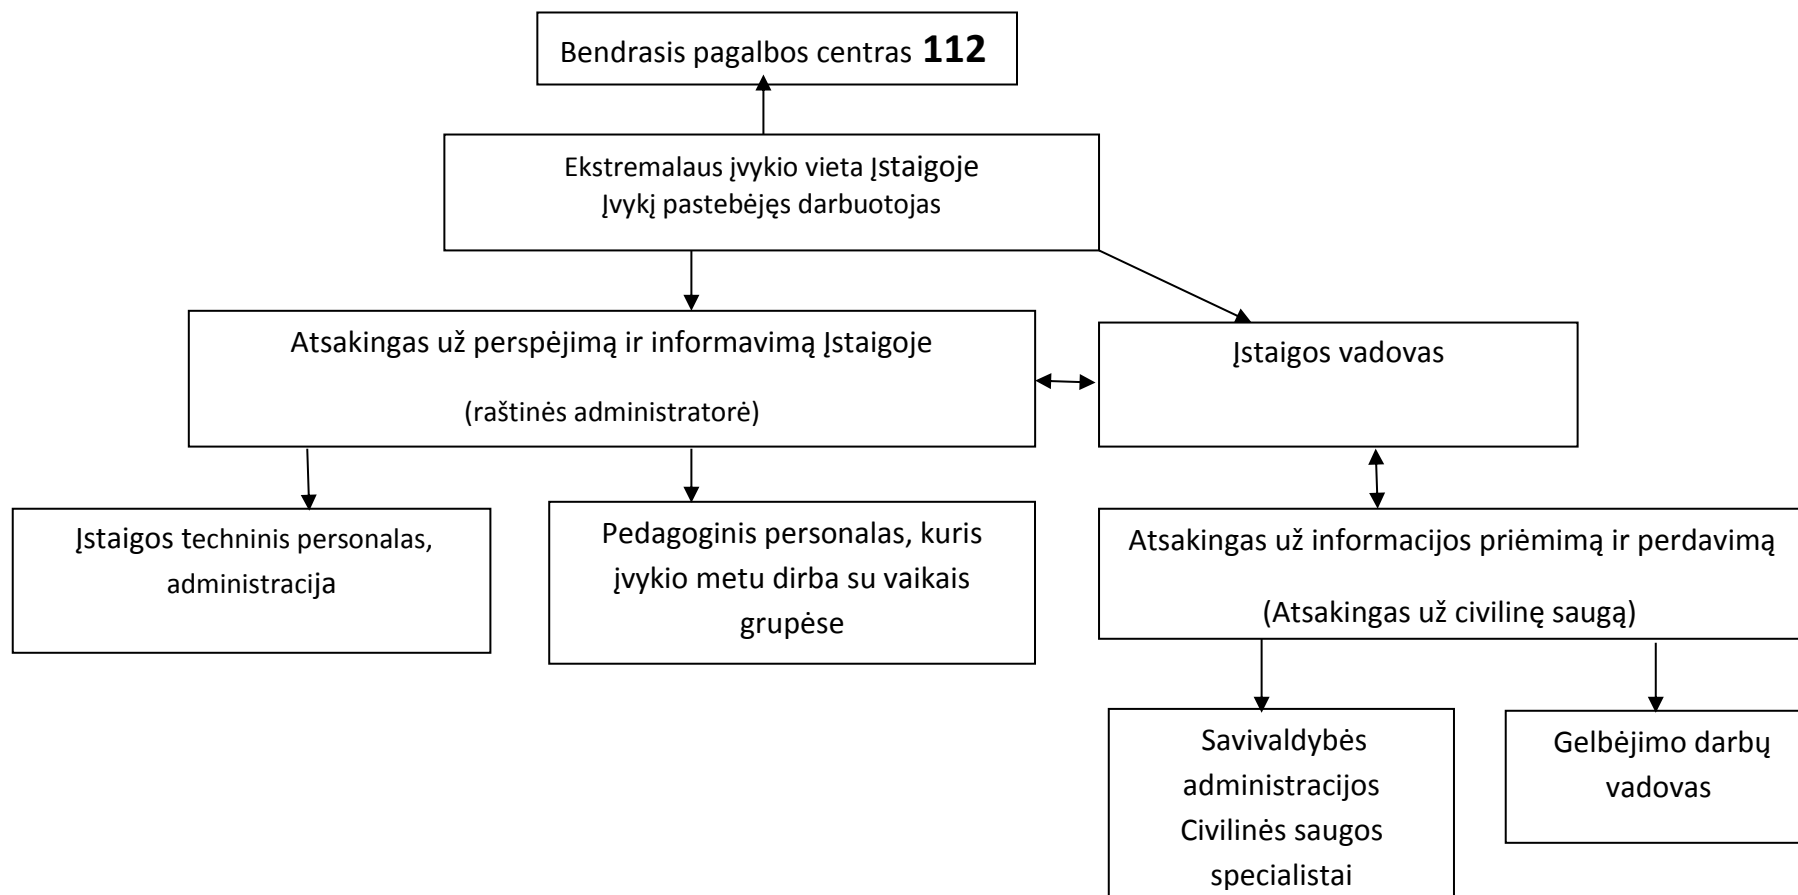 Bendrasis pagalbos centras 112
Ekstremalaus įvykio vieta Įstaigoje
Įvykį pastebėjęs darbuotojas
Atsakingas už perspėjimą ir informavimą Įstaigoje
(raštinės administratorė)
Įstaigos vadovas
Įstaigos techninis personalas,
administracija
Pedagoginis personalas, kuris
įvykio metu dirba su vaikais
grupėse
Atsakingas už informacijos priėmimą ir perdavimą
(Atsakingas už civilinę saugą)
Savivaldybės
administracijos
Civilinės saugos
specialistai
Gelbėjimo darbų
vadovas